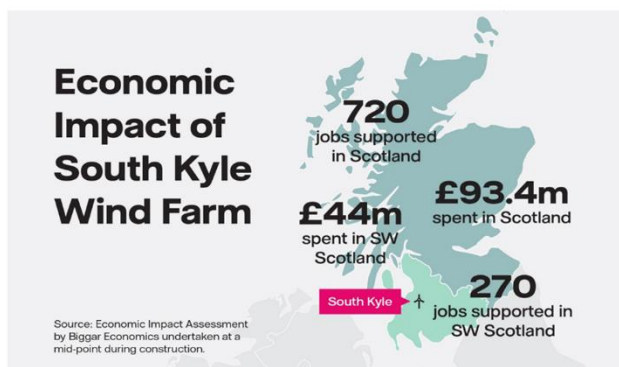 Economic
Impact of
South Kyle
Wind Farm
720
jobs supported
in Scotland
£93.4m
spent in Scotland
£44m
spent in SW
Scotland
South Kyle
270
jobs supported in
SW Scotland
Source: Economic Impact Assessment
by Biggar Economics undertaken at a
mid-point during construction.